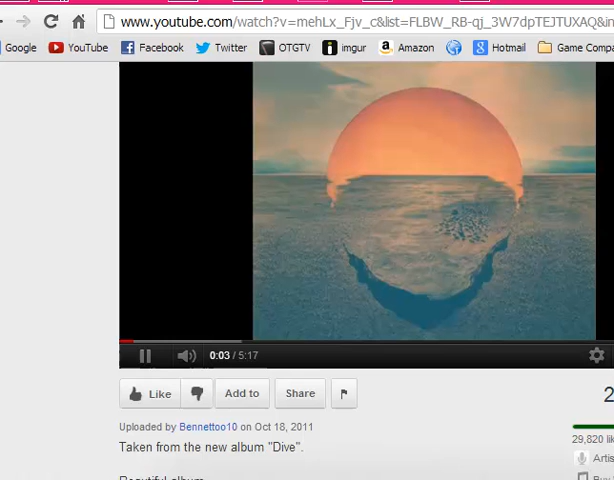 www.youtube.com/watch?v=mehLx_Fjv_c&list=FLBW_RB-qj_3W7dpTEJTUXAQ&in
Google YouTube Facebook Twitter OTGTV imgur Amazon Hotmail Game Compa
0:03 / 5:17
Like Add to Share
2
Uploaded by Bennettoo10 on Oct 18, 2011
29,820 lik
Taken from the new album "Dive".
Artis
Beautiful album